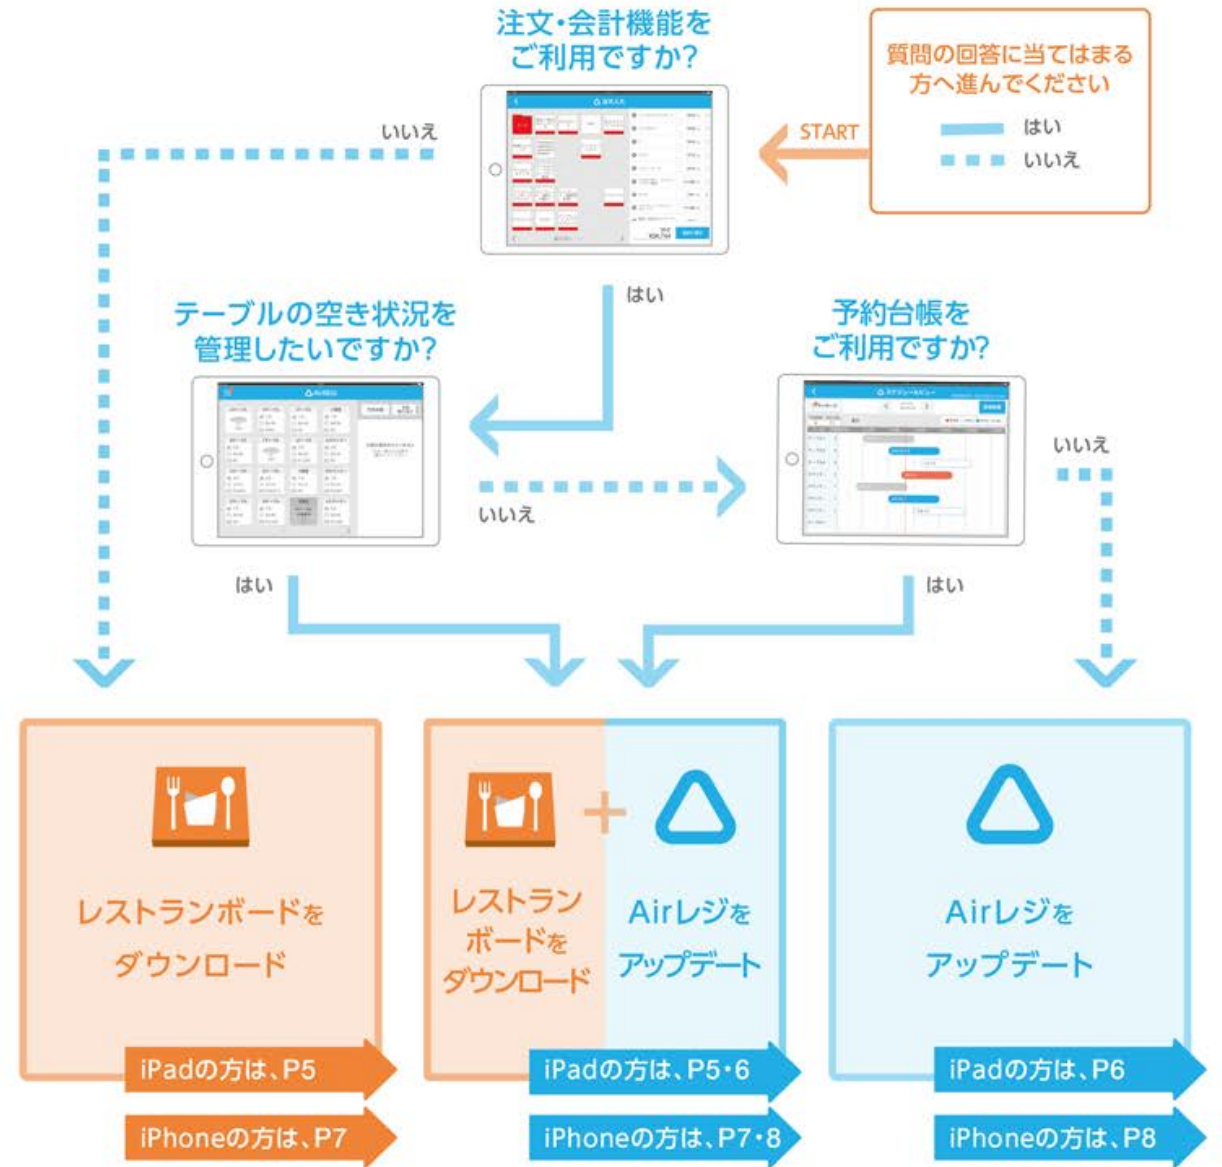 注文・会計機能を
ご利用ですか?
質問の回答に当てはまる
方へ進んでください
はい
いいえ
START
いいえ
はい
テーブルの空き状況を
管理したいですか?
予約台帳を
ご利用ですか?
いいえ
いいえ
はい
はい
レストランボードを
ダウンロード
レストラン
ボードを
ダウンロード
+
Airレジを
アップデート
Airレジを
アップデート
iPadの方は、P5
iPhoneの方は、P7
iPadの方は、P5・6
iPhoneの方は、P7・8
iPadの方は、P6
iPhoneの方は、P8